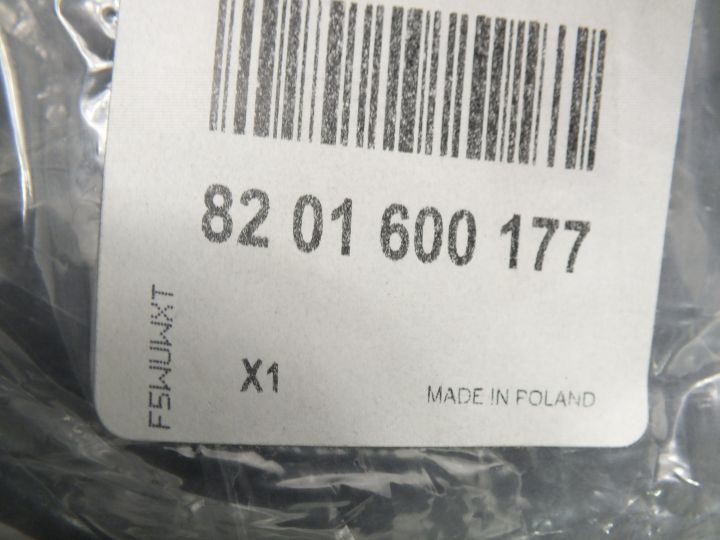 82 01 600 177
F5WUWXT
X1
MADE IN POLAND